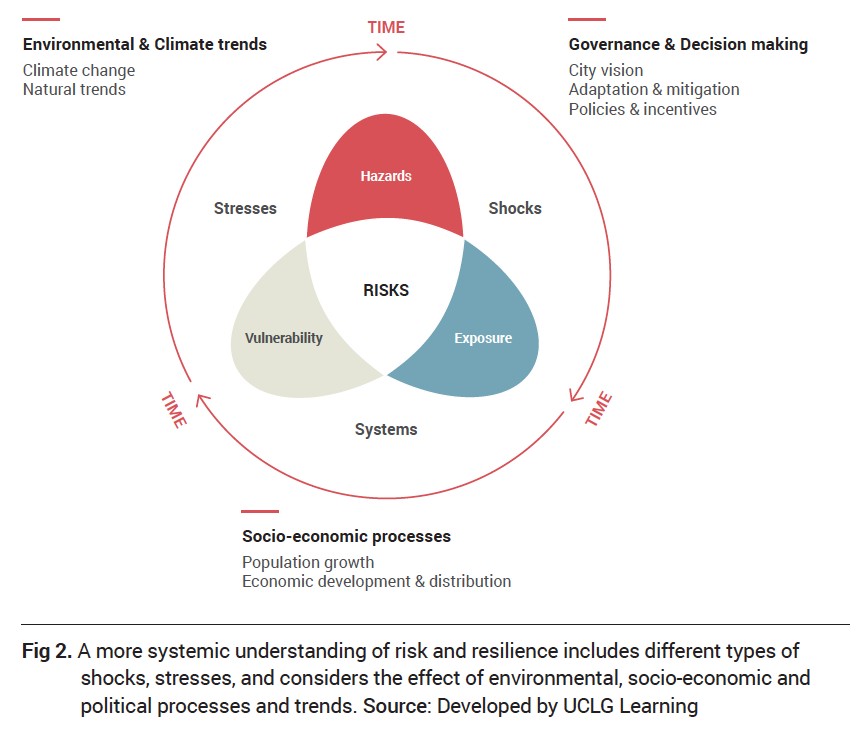 TIME
Environmental & Climate trends
Climate change
Natural trends
Governance & Decision making
City vision
Adaptation & mitigation
Policies & incentives
Hazards
Stresses
Shocks
RISKS
Vulnerability
Exposure
TIME
TIME
Systems
Socio-economic processes
Population growth
Economic development & distribution
Fig 2. A more systemic understanding of risk and resilience includes different types of
shocks, stresses, and considers the effect of environmental, socio-economic and
political processes and trends. Source: Developed by UCLG Learning